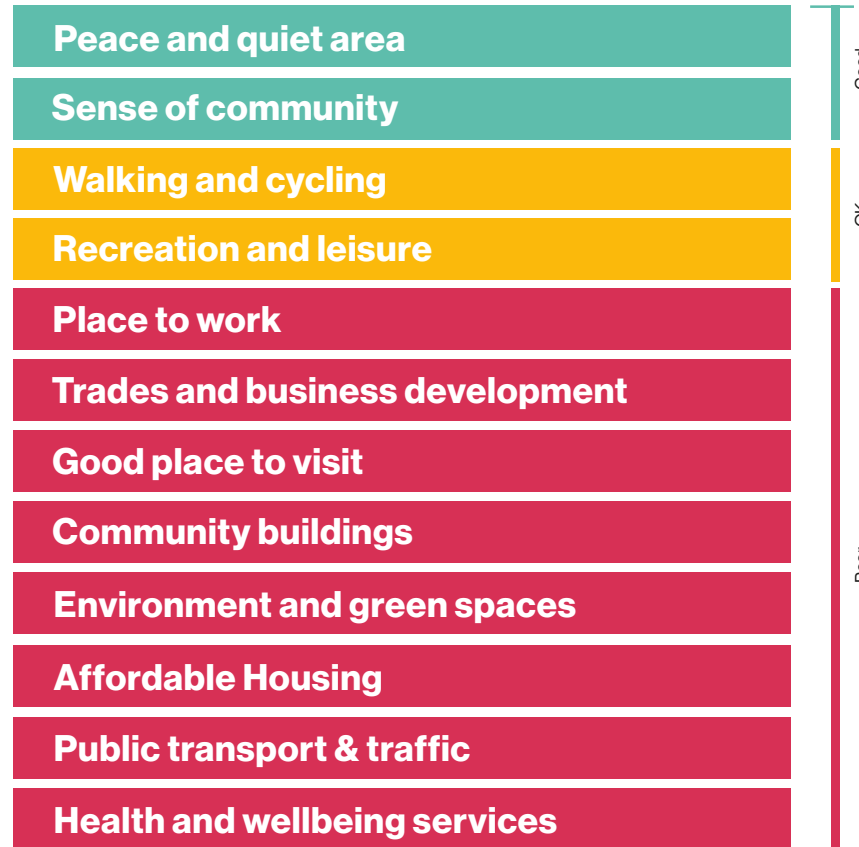 Peace and quiet area
Sense of community
Walking and cycling
Recreation and leisure
Place to work
Trades and business development
Good place to visit
Community buildings
Environment and green spaces
Affordable Housing
Public transport & traffic
Health and wellbeing services